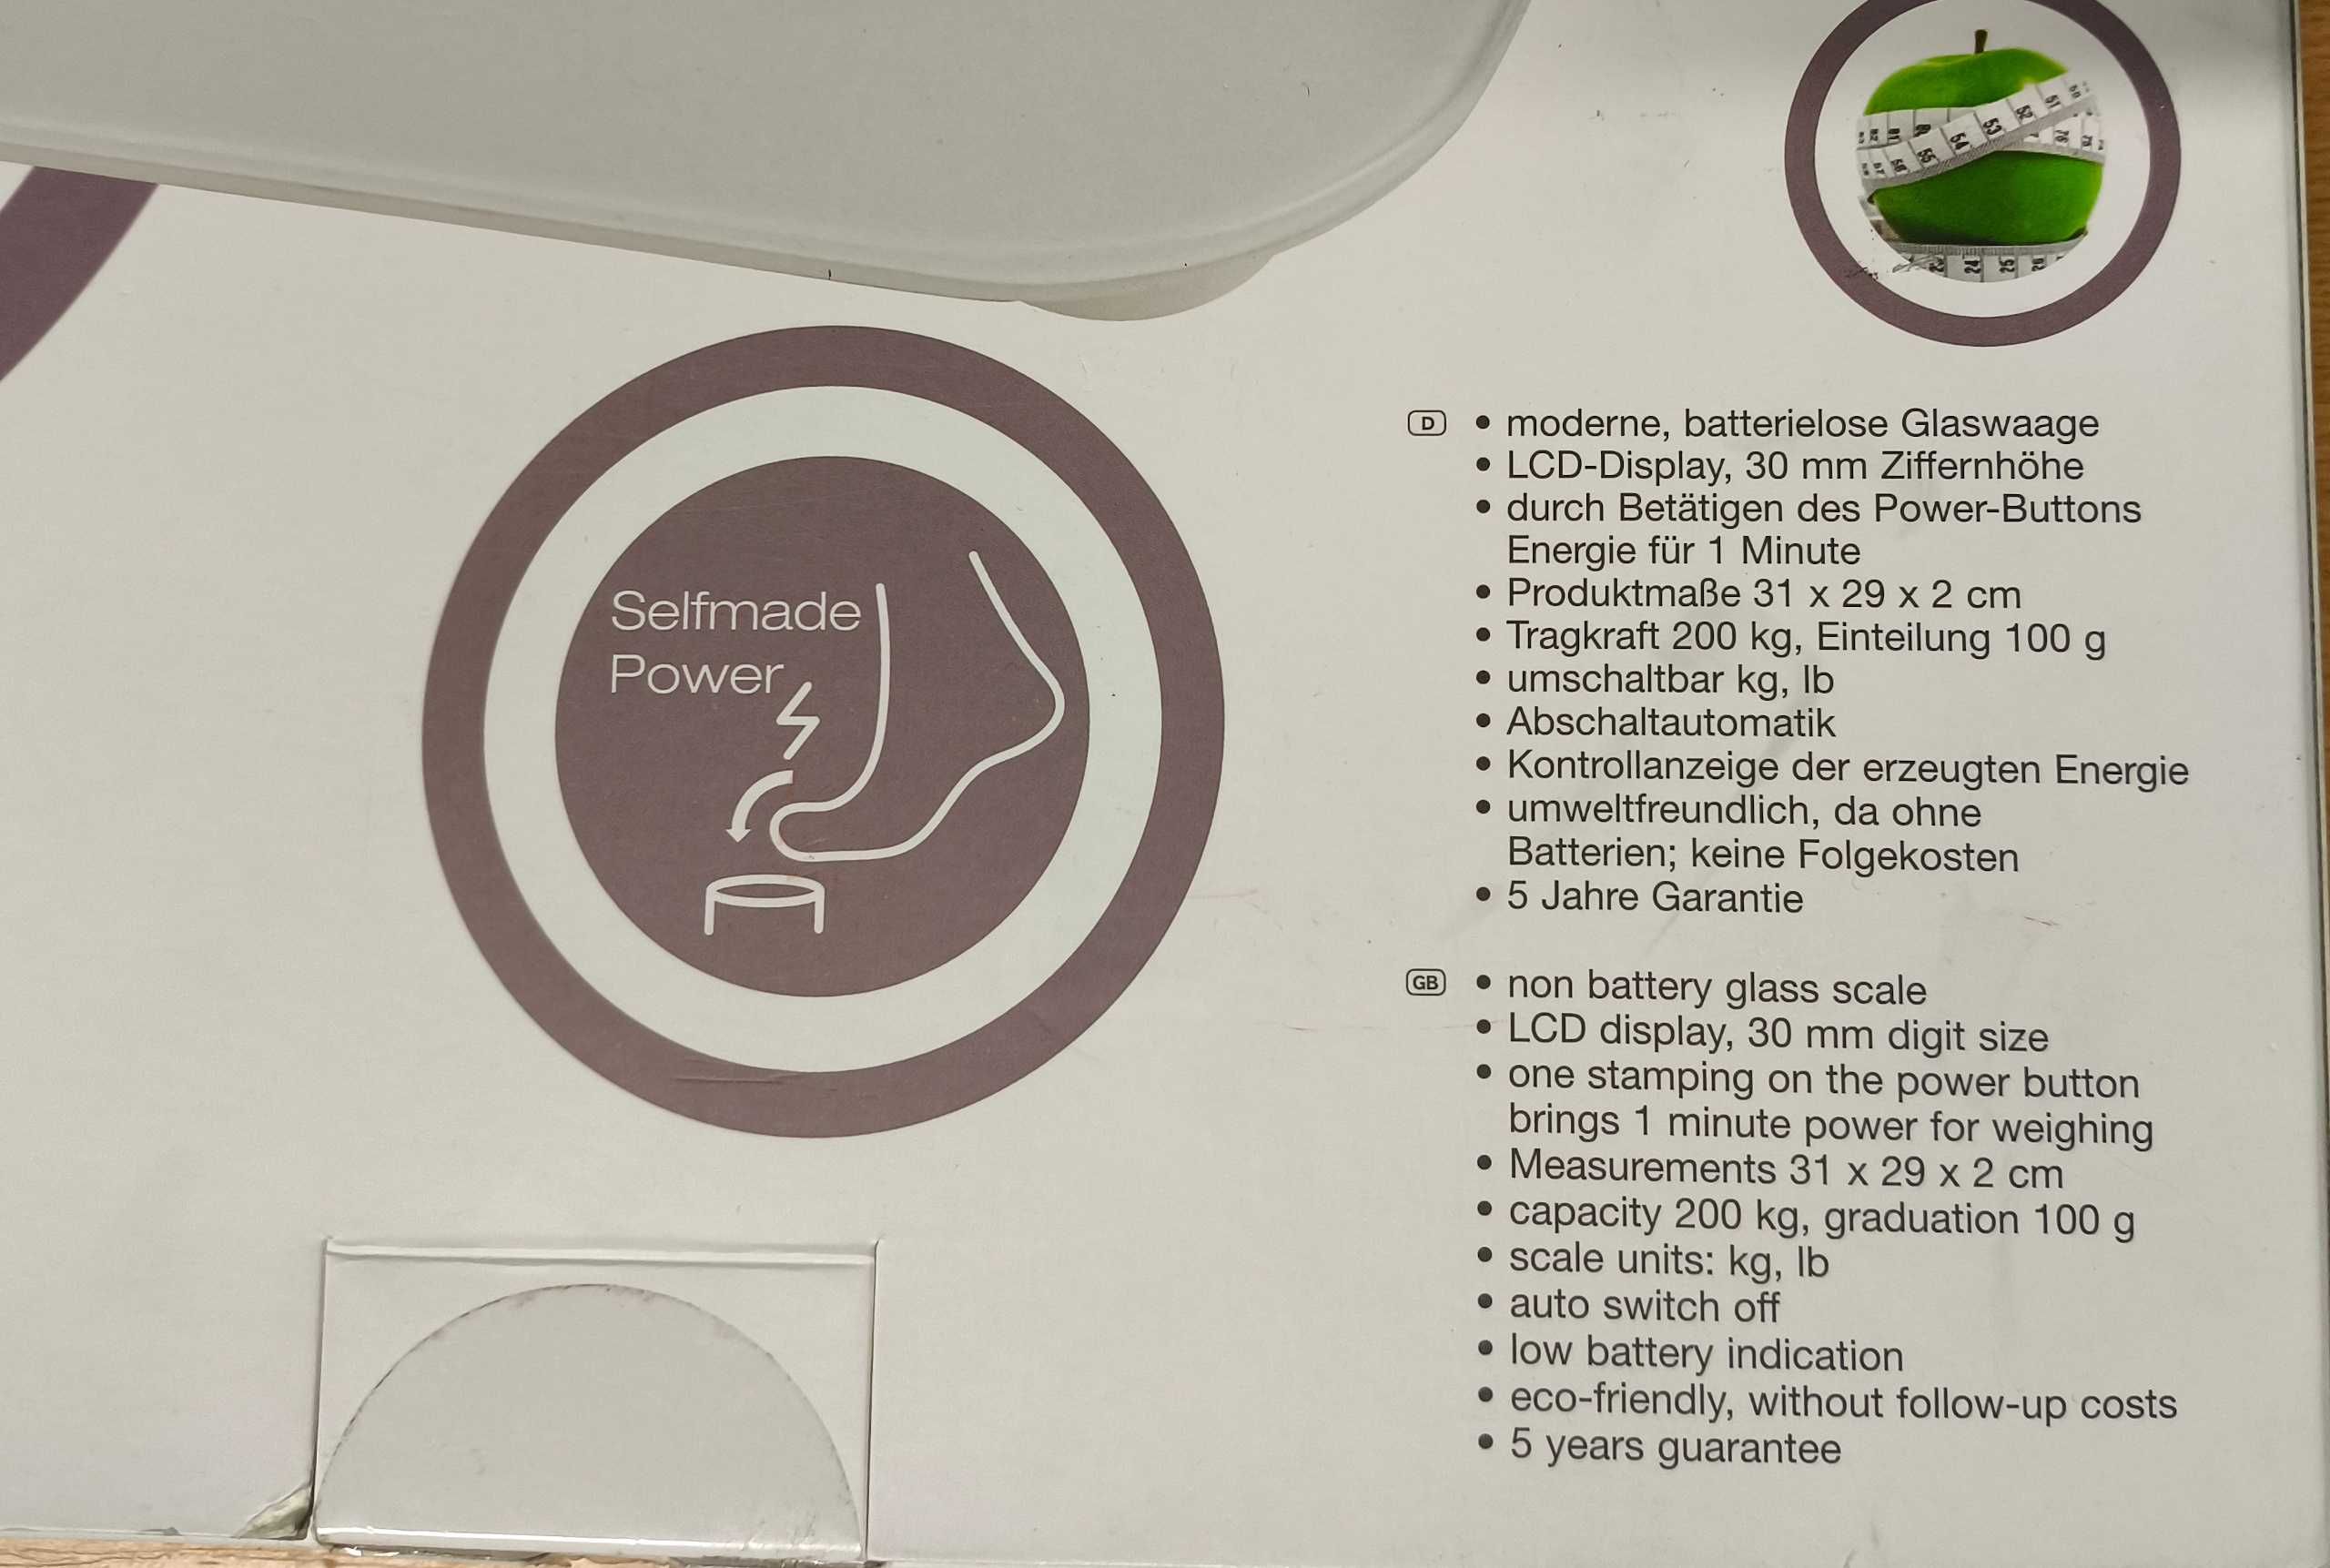 Selfmade
Power
D
• moderne, batterielose Glaswaage
• LCD-Display, 30 mm Ziffernhöhe
• durch Betätigen des Power-Buttons
Energie für 1 Minute
• Produktmaße 31 x 29 x 2 cm
• Tragkraft 200 kg, Einteilung 100 g
• umschaltbar kg, lb
• Abschaltautomatik
• Kontrollanzeige der erzeugten Energie
• umweltfreundlich, da ohne
Batterien; keine Folgekosten
• 5 Jahre Garantie
GB
• non battery glass scale
• LCD display, 30 mm digit size
• one stamping on the power button
brings 1 minute power for weighing
• Measurements 31 x 29 x 2 cm
• capacity 200 kg, graduation 100 g
• scale units: kg, lb
• auto switch off
• low battery indication
• eco-friendly, without follow-up costs
• 5 years guarantee